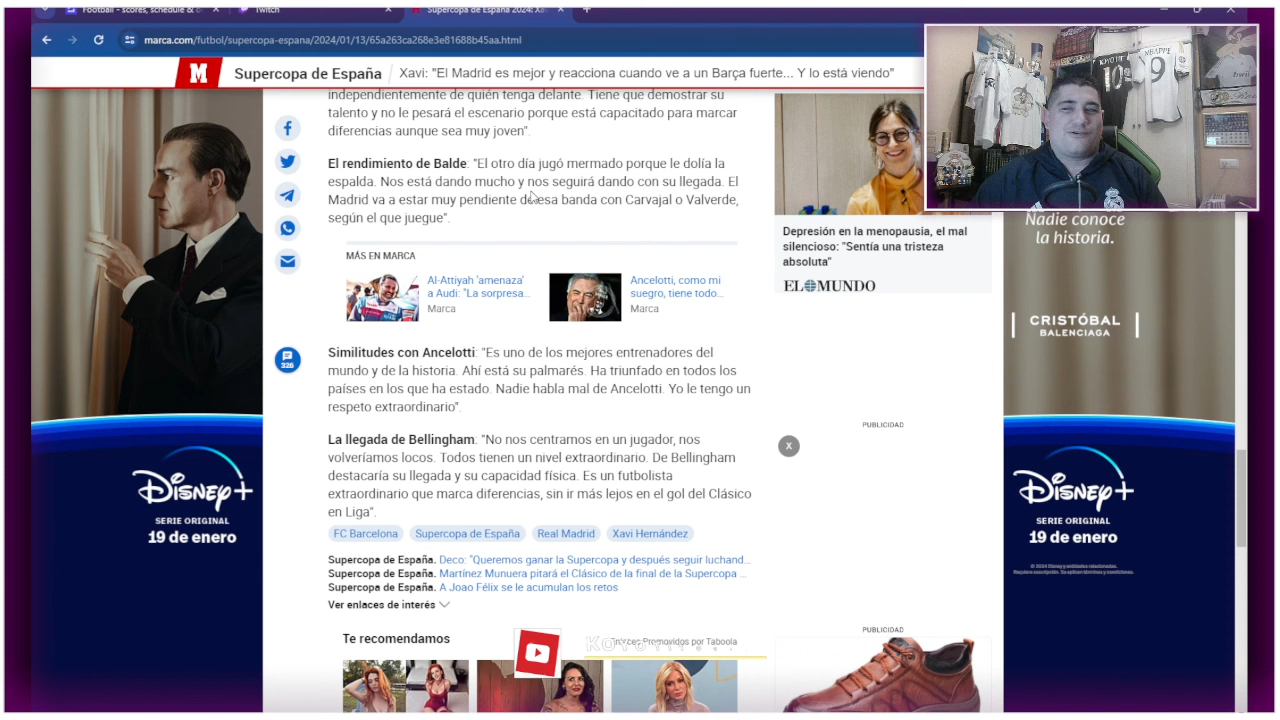 Football - scores, schedule &
Twitch
Supercopa de España 2024: Xa
marca.com/futbol/supercopa-espana/2024/01/13/65a263ca268e3e81688b45aa.html
M
Supercopa de España
Xavi: "El Madrid es mejor y reacciona cuando ve a un Barça fuerte... Y lo está viendo"
MBAPPE
9
KOYO
10
independientemente de quién tenga delante. Tiene que demostrar su
talento y no le pesará el escenario porque está capacitado para marcar
diferencias aunque sea muy joven".
El rendimiento de Balde: "El otro día jugó mermado porque le dolía la
espalda. Nos está dando mucho y nos seguirá dando con su llegada. El
Madrid va a estar muy pendiente de esa banda con Carvajal o Valverde,
según el que juegue".
MÁS EN MARCA
Al-Attiyah 'amenaza'
a Audi: "La sorpresa...
Marca
Ancelotti, como mi
suegro, tiene todo...
Marca
326
Similitudes con Ancelotti: "Es uno de los mejores entrenadores del
mundo y de la historia. Ahí está su palmarés. Ha triunfado en todos los
países en los que ha estado. Nadie habla mal de Ancelotti. Yo le tengo un
respeto extraordinario".
La llegada de Bellingham: "No nos centramos en un jugador, nos
volveríamos locos. Todos tienen un nivel extraordinario. De Bellingham
destacaría su llegada y su capacidad física. Es un futbolista
extraordinario que marca diferencias, sin ir más lejos en el gol del Clásico
en Liga".
FC Barcelona
Supercopa de España
Real Madrid
Xavi Hernández
Supercopa de España. Deco: "Queremos ganar la Supercopa y después seguir luchand...
Supercopa de España. Martínez Munuera pitará el Clásico de la final de la Supercopa ...
Supercopa de España. A Joao Félix se le acumulan los retos
Ver enlaces de interés
Te recomendamos
Enlaces Promovidos por Taboola
Depresión en la menopausia, el mal
silencioso: "Sentía una tristeza
absoluta"
EL MUNDO
PUBLICIDAD
X
PUBLICIDAD
Disney+
SERIE ORIGINAL
19 de enero
Nadie conoce
la historia.
CRISTÓBAL
BALENCIAGA
Disney+
SERIE ORIGINAL
19 de enero
© 2024 Disney y entidades relacionadas.
Requiere suscripción. Se aplican términos y condiciones.